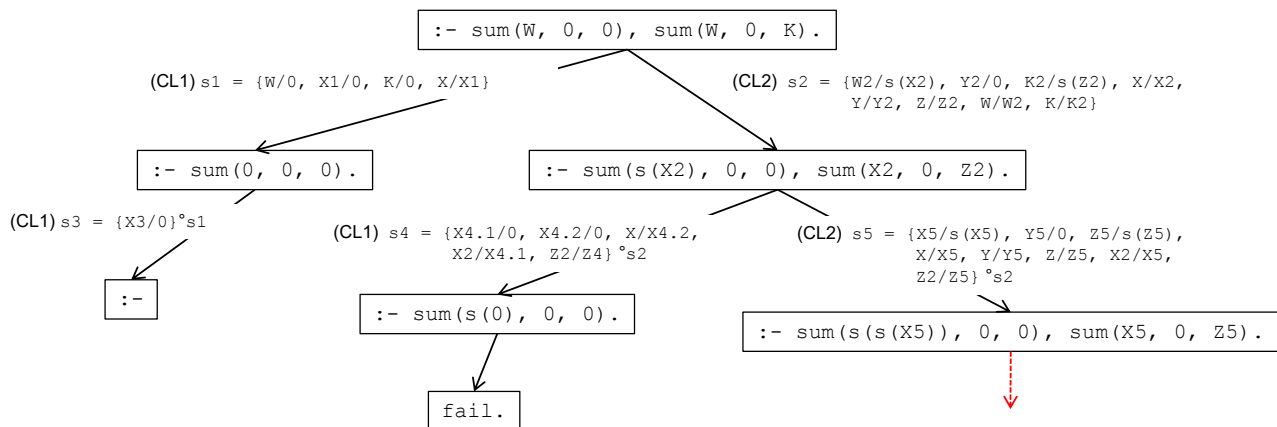 :- sum(W, 0, 0), sum(W, 0, K).
(CL1) s1 = {W/0, X1/0, K/0, X/X1}
(CL2) s2 = {W2/s(X2), Y2/0, K2/s(Z2), X/X2,
Y/Y2, Z/Z2, W/W2, K/K2}
:- sum(0, 0, 0).
:- sum(s(X2), 0, 0), sum(X2, 0, Z2).
(CL1) s3 = {X3/0}°s1
(CL1) s4 = {X4.1/0, X4.2/0, X/X4.2,
X2/X4.1, Z2/Z4}°s2
(CL2) s5 = {X5/s(X5), Y5/0, Z5/s(Z5),
X/X5, Y/Y5, Z/Z5, X2/X5,
Z2/Z5}°s2
:-
:- sum(s(0), 0, 0).
:- sum(s(s(X5)), 0, 0), sum(X5, 0, Z5).
fail.